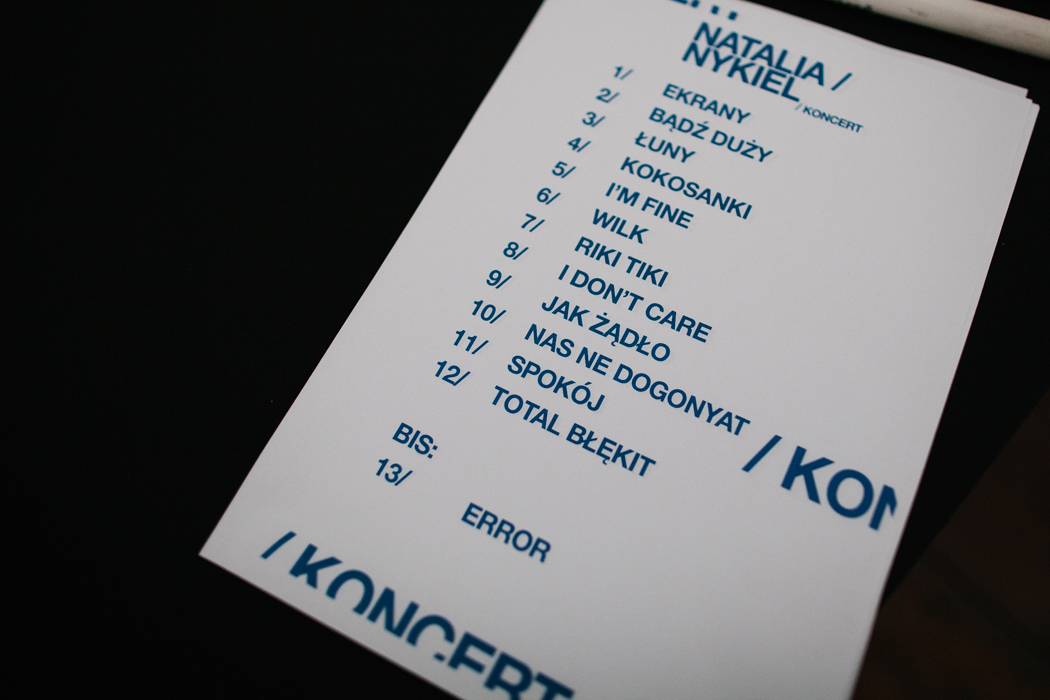 NATALIA /
NYKIEL
/ KONCERT
1/ EKRANY
2/ BĄDŹ DUŻY
3/ ŁUNY
4/ KOKOSANKI
5/ I'M FINE
6/ WILK
7/ RIKI TIKI
8/ I DON'T CARE
9/ JAK ŻĄDŁO
10/ NAS NE DOGONYAT
11/ SPOKÓJ
12/ TOTAL BŁĘKIT
/ KON
BIS:
13/ ERROR
/ KONCERT